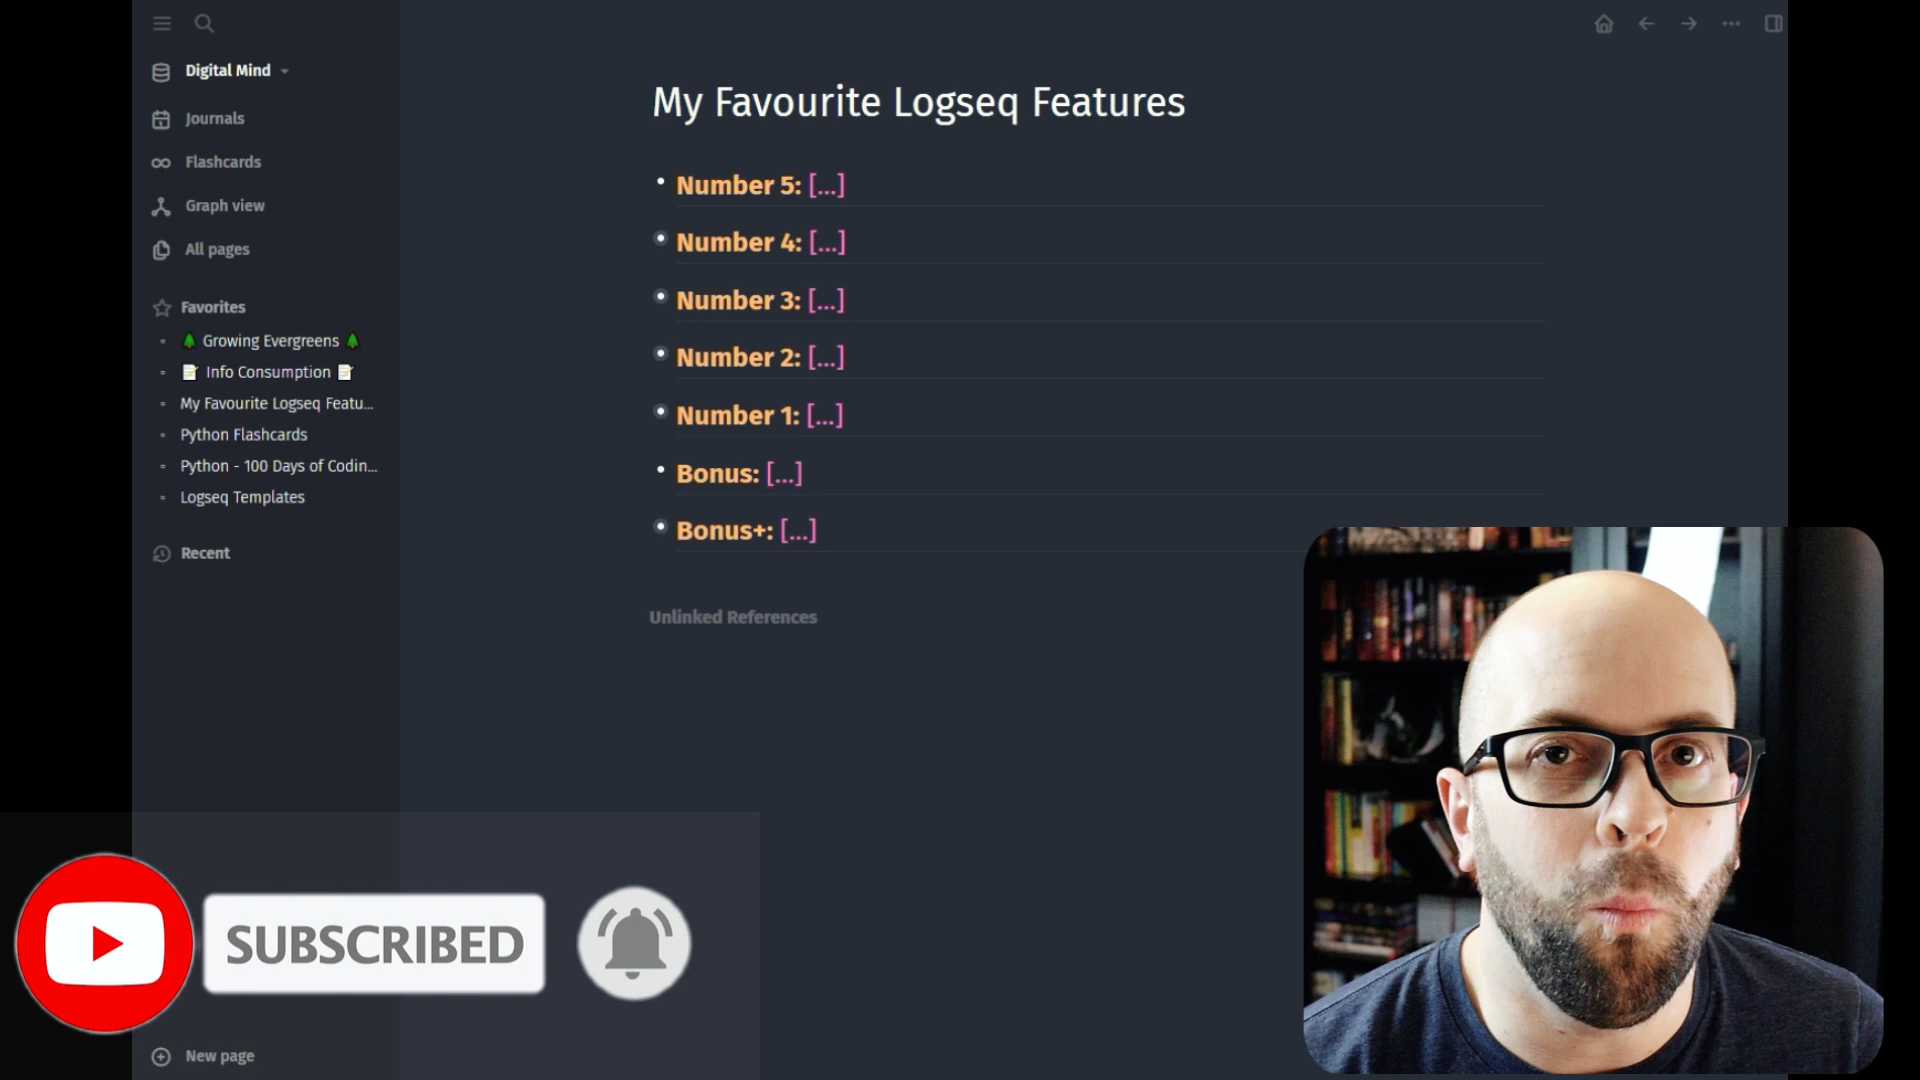 Digital Mind
Journals
Flashcards
Graph view
All pages
Favorites
🌲 Growing Evergreens 🌲
📝 Info Consumption 📝
My Favourite Logseq Featu...
Python Flashcards
Python - 100 Days of Codin...
Logseq Templates
Recent
New page
My Favourite Logseq Features
Number 5: [...]
Number 4: [...]
Number 3: [...]
Number 2: [...]
Number 1: [...]
Bonus: [...]
Bonus+: [...]
Unlinked References
SUBSCRIBED